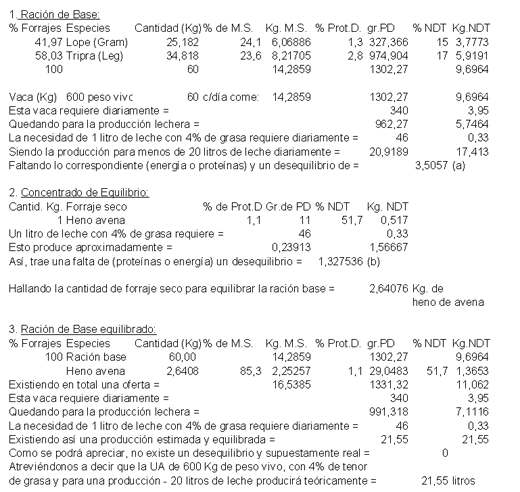 1. Ración de Base:
% Forrajes Especies Cantidad (Kg) % de M.S. Kg. M.S. % Prot.D. gr.PD % NDT Kg.NDT
41,97 Lope (Gram) 25,182 24,1 6,06886 1,3 327,366 15 3,7773
58,03 Tripra (Leg) 34,818 23,6 8,21705 2,8 974,904 17 5,9191
100 60 14,2859 1302,27 9,6964
Vaca (Kg) 600 peso vivo 60 c/día come: 14,2859 1302,27 9,6964
Esta vaca requiere diariamente = 340 3,95
Quedando para la producción lechera = 962,27 5,7464
La necesidad de 1 litro de leche con 4% de grasa requiere diariamente = 46 0,33
Siendo la producción para menos de 20 litros de leche diariamente = 20,9189 17,413
Faltando lo correspondiente (energía o proteínas) y un desequilibrio de = 3,5057 (a)
2. Concentrado de Equilibrio:
Cantid. Kg. Forraje seco % de Prot.D Gr.de PD % NDT Kg. NDT
1 Heno avena 1,1 11 51,7 0,517
Un litro de leche con 4% de grasa requiere = 46 0,33
Esto produce aproximadamente = 0,23913 1,56667
Así, trae una falta de (proteínas o energía) un desequilibrio = 1,327536 (b)
Hallando la cantidad de forraje seco para equilibrar la ración base = 2,64076 Kg. de
heno de avena
3. Ración de Base equilibrado:
% Forrajes Especies Cantidad (Kg) % de M.S. Kg. M.S. % Prot.D. gr.PD % NDT Kg.NDT
100 Ración base 60,00 14,2859 1302,27 9,6964
Heno avena 2,6408 85,3 2,25257 1,1 29,0483 51,7 1,3653
Existiendo en total una oferta = 16,5385 1331,32 11,062
Esta vaca requiere diariamente = 340 3,95
Quedando para la producción lechera = 991,318 7,1116
La necesidad de 1 litro de leche con 4% de grasa requiere diariamente = 46 0,33
Existiendo así una producción estimada y equilibrada = 21,55 21,55
Como se podrá apreciar, no existe un desequilibrio y supuestamente real = 0
Atreviéndonos a decir que la UA de 600 Kg de peso vivo, con 4% de tenor
de grasa y para una producción - 20 litros de leche producirá teóricamente = 21,55 litros